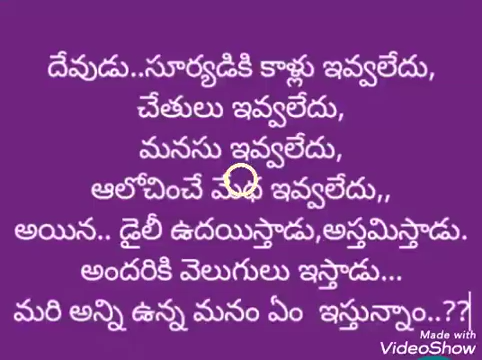 దేవుడు..సూర్యడికి కాళ్లు ఇవ్వలేదు,
చేతులు ఇవ్వలేదు,
మనసు ఇవ్వలేదు,
ఆలోచించే ఇవ్వలేదు,,
అయిన.. డైలీ ఉదయిస్తాడు,అస్తమిస్తాడు.
అందరికి వెలుగులు ఇస్తాడు...
మరి అన్ని ఉన్న మనం ఏం ఇస్తున్నాం..??
Made with
VideoShow